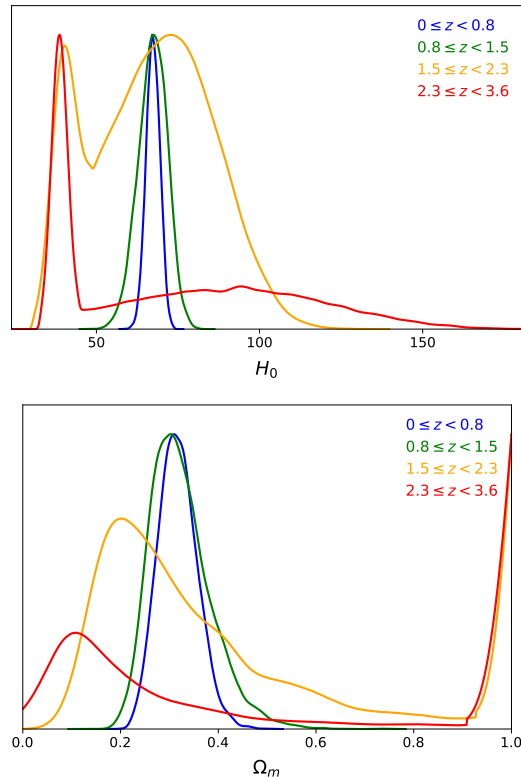 0 ≤ z < 0.8
0.8 ≤ z < 1.5
1.5 ≤ z < 2.3
2.3 ≤ z < 3.6
50 100 150
H₀
0 ≤ z < 0.8
0.8 ≤ z < 1.5
1.5 ≤ z < 2.3
2.3 ≤ z < 3.6
0.0 0.2 0.4 0.6 0.8 1.0
Ωₘ